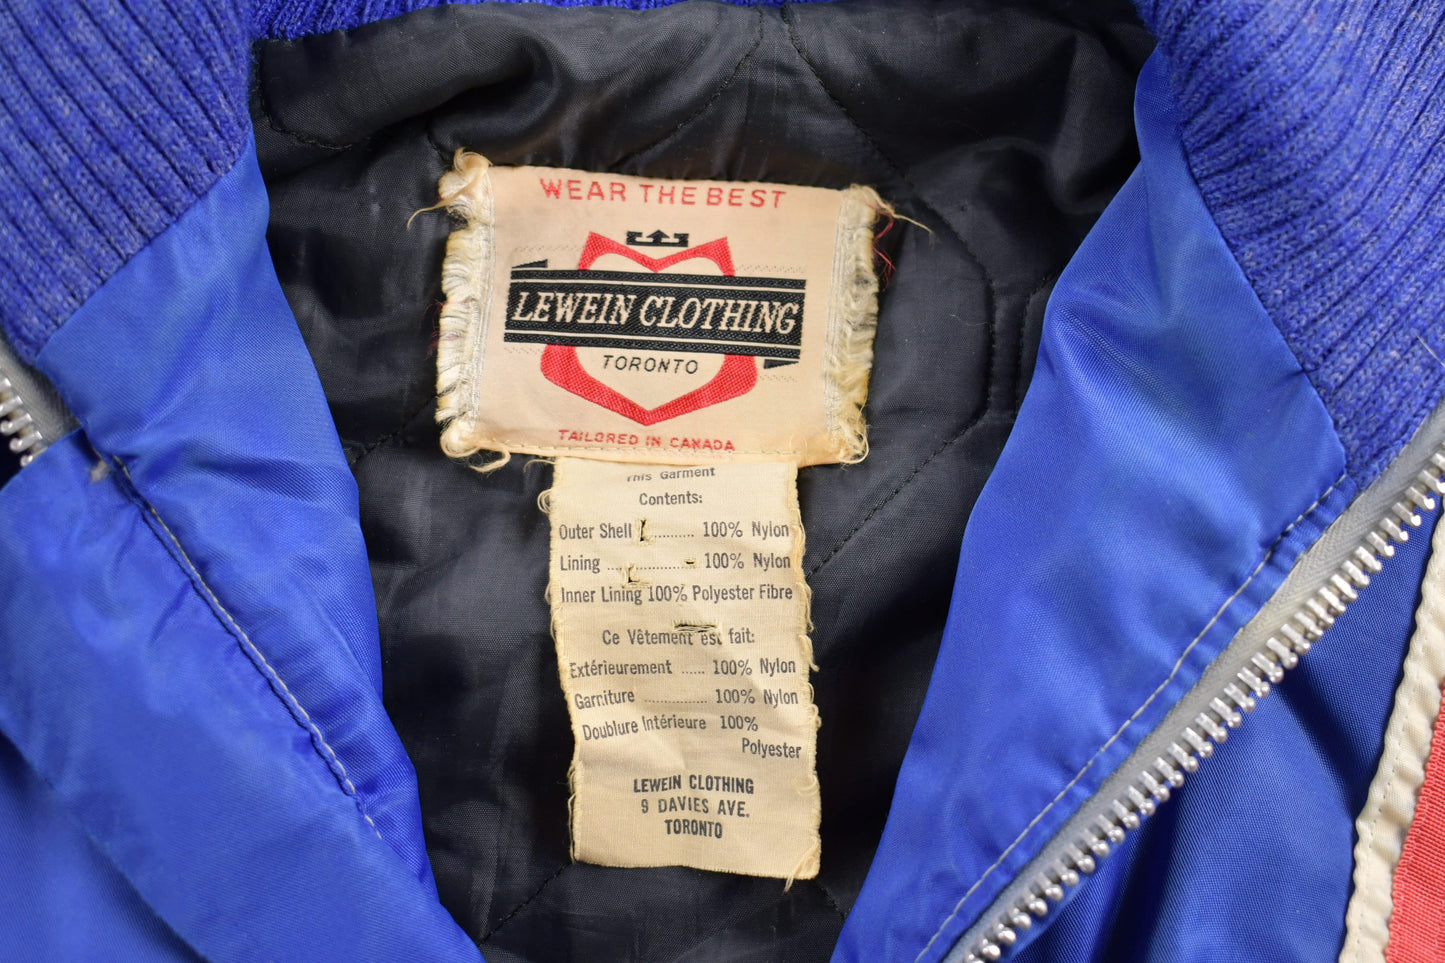 WEAR THE BEST
LEWEIN CLOTHING
TORONTO
TAILORED IN CANADA
This Garment
Contents:
Outer Shell .......... 100% Nylon
Lining .............. - 100% Nylon
Inner Lining 100% Polyester Fibre
Ce Vêtement est fait:
Extérieurement ...... 100% Nylon
Garniture ............... 100% Nylon
Doublure Intérieure 100%
Polyester
LEWEIN CLOTHING
9 DAVIES AVE.
TORONTO